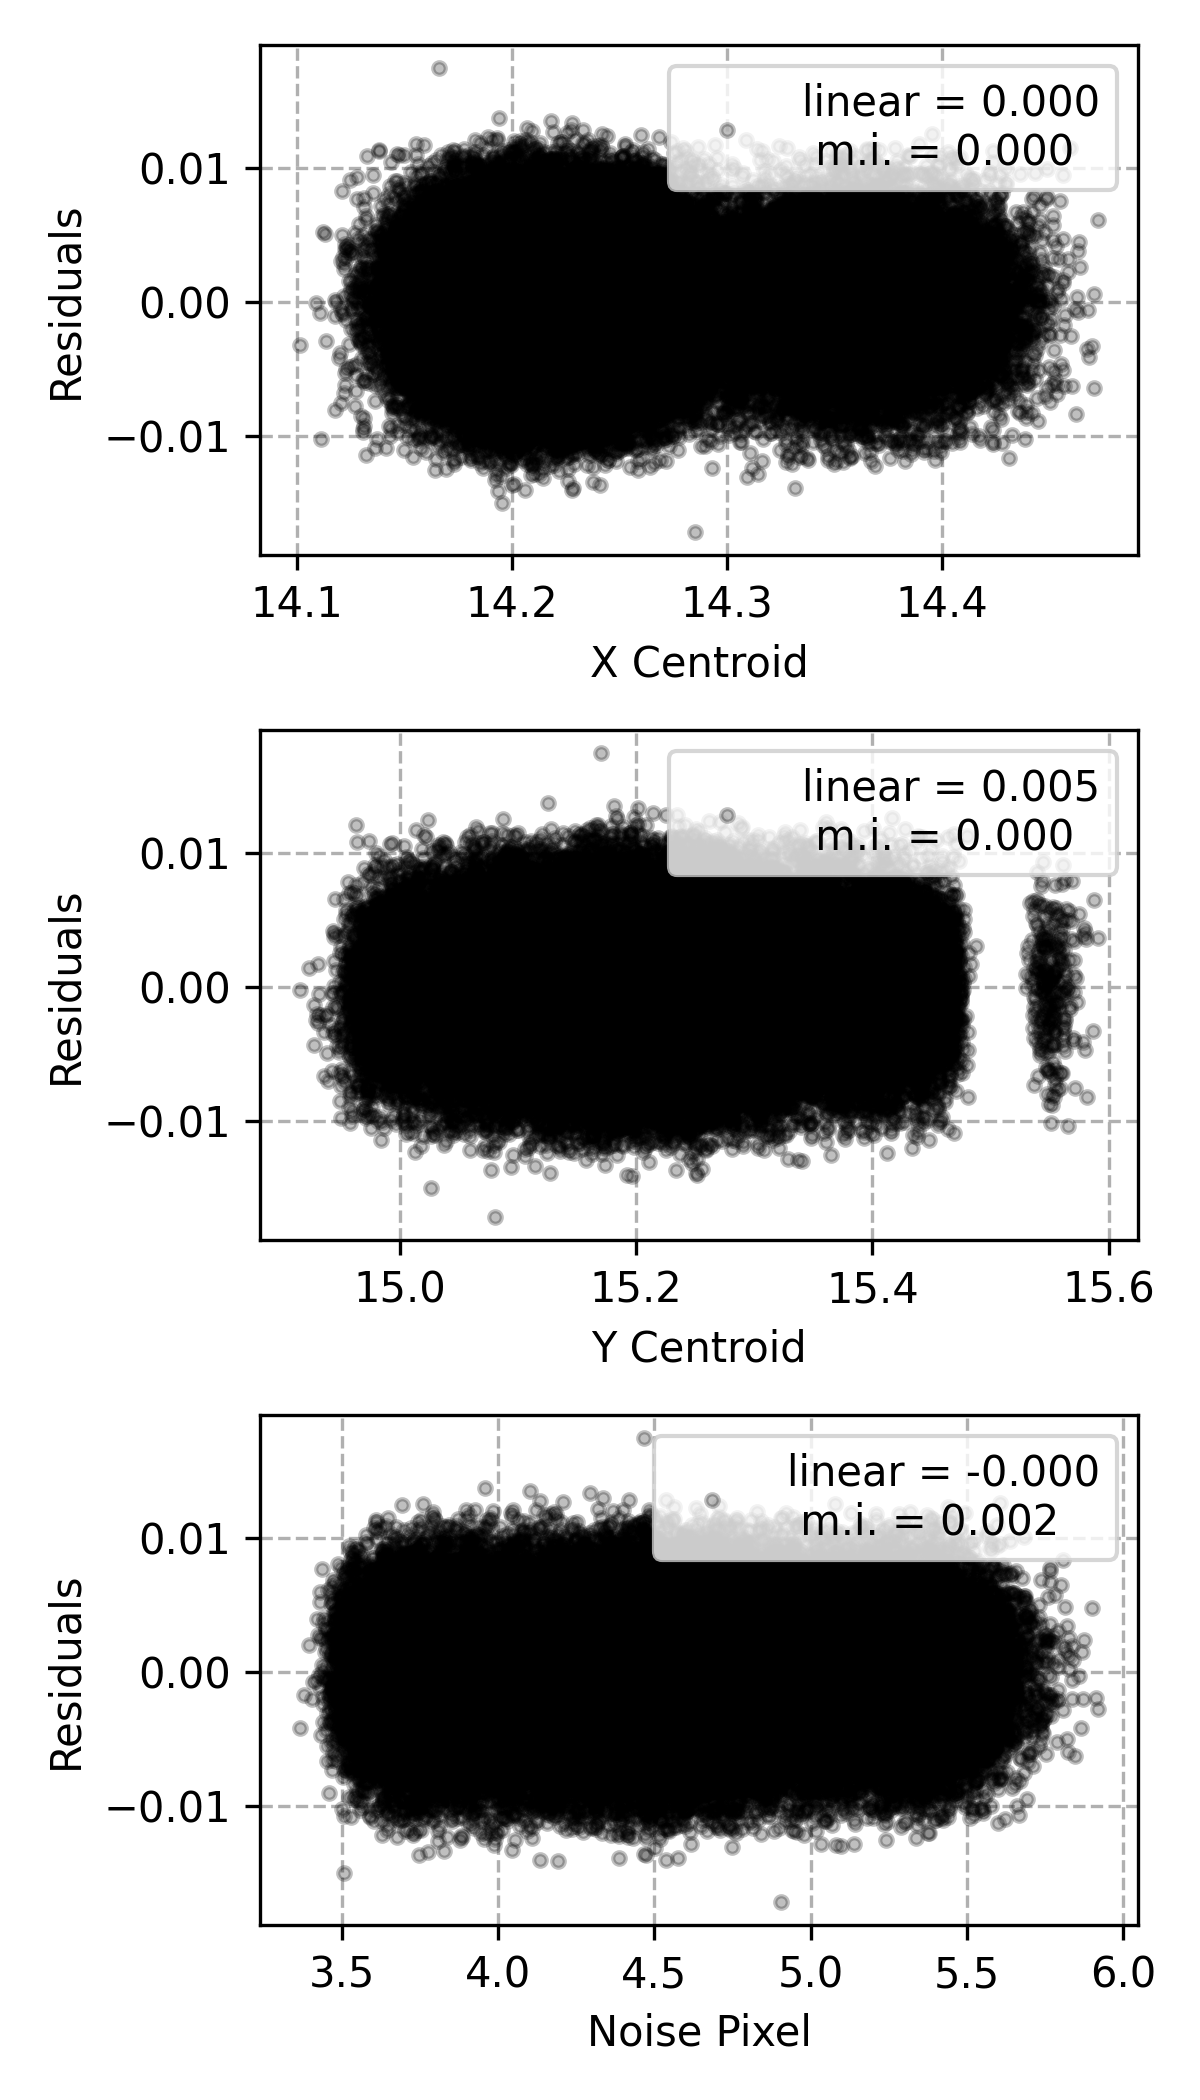 linear = 0.000
m.i. = 0.000
0.01
0.00
−0.01
Residuals
14.1 14.2 14.3 14.4
X Centroid
linear = 0.005
m.i. = 0.000
0.01
0.00
−0.01
Residuals
15.0 15.2 15.4 15.6
Y Centroid
linear = -0.000
m.i. = 0.002
0.01
0.00
−0.01
Residuals
3.5 4.0 4.5 5.0 5.5 6.0
Noise Pixel